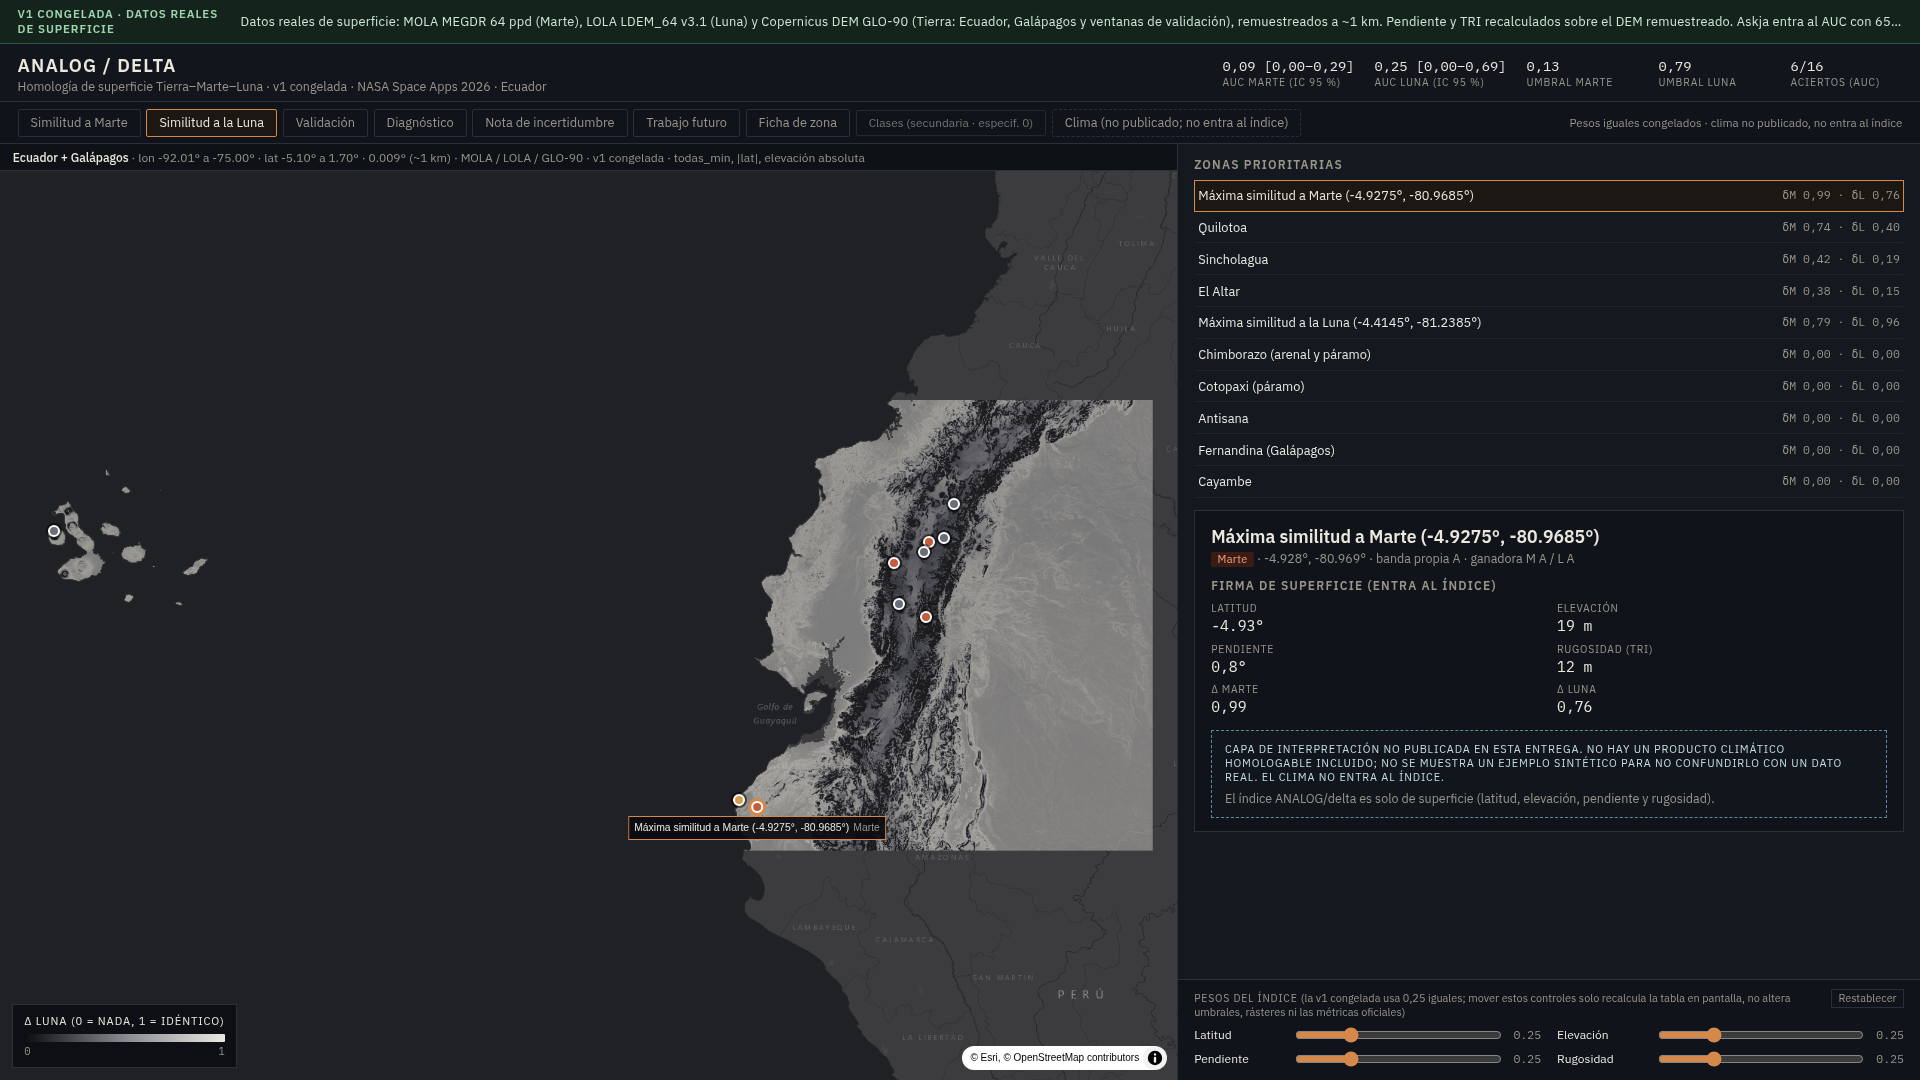 V1 CONGELADA · DATOS REALES
DE SUPERFICIE
Datos reales de superficie: MOLA MEGDR 64 ppd (Marte), LOLA LDEM_64 v3.1 (Luna) y Copernicus DEM GLO-90 (Tierra: Ecuador, Galápagos y ventanas de validación), remuestreados a ~1 km. Pendiente y TRI recalculados sobre el DEM remuestreado. Askja entra al AUC con 65…
ANALOG / DELTA
Homología de superficie Tierra–Marte–Luna · v1 congelada · NASA Space Apps 2026 · Ecuador
0,09 [0,00–0,29]
AUC MARTE (IC 95 %)
0,25 [0,00–0,69]
AUC LUNA (IC 95 %)
0,13
UMBRAL MARTE
0,79
UMBRAL LUNA
6/16
ACIERTOS (AUC)
Similitud a Marte
Similitud a la Luna
Validación
Diagnóstico
Nota de incertidumbre
Trabajo futuro
Ficha de zona
Clases (secundaria · especif. 0)
Clima (no publicado; no entra al índice)
Pesos iguales congelados · clima no publicado, no entra al índice
Ecuador + Galápagos · lon -92.01° a -75.00° · lat -5.10° a 1.70° · 0.009° (~1 km) · MOLA / LOLA / GLO-90 · v1 congelada · todas_min, |lat|, elevación absoluta
TOLIMA
VALLE DEL
CAUCA
HUILA
CAUCA
Golfo de
Guayaquil
Máxima similitud a Marte (-4.9275°, -80.9685°) Marte
AMAZONAS
LAMBAYEQUE
CAJAMARCA
SAN MARTIN
PERÚ
LA LIBERTAD
Δ LUNA (0 = NADA, 1 = IDÉNTICO)
0
1
© Esri, © OpenStreetMap contributors
ZONAS PRIORITARIAS
Máxima similitud a Marte (-4.9275°, -80.9685°) δM 0,99 · δL 0,76
Quilotoa δM 0,74 · δL 0,40
Sincholagua δM 0,42 · δL 0,19
El Altar δM 0,38 · δL 0,15
Máxima similitud a la Luna (-4.4145°, -81.2385°) δM 0,79 · δL 0,96
Chimborazo (arenal y páramo) δM 0,00 · δL 0,00
Cotopaxi (páramo) δM 0,00 · δL 0,00
Antisana δM 0,00 · δL 0,00
Fernandina (Galápagos) δM 0,00 · δL 0,00
Cayambe δM 0,00 · δL 0,00
Máxima similitud a Marte (-4.9275°, -80.9685°)
Marte · -4.928°, -80.969° · banda propia A · ganadora M A / L A
FIRMA DE SUPERFICIE (ENTRA AL ÍNDICE)
LATITUD
-4.93°
ELEVACIÓN
19 m
PENDIENTE
0,8°
RUGOSIDAD (TRI)
12 m
Δ MARTE
0,99
Δ LUNA
0,76
CAPA DE INTERPRETACIÓN NO PUBLICADA EN ESTA ENTREGA. NO HAY UN PRODUCTO CLIMÁTICO
HOMOLOGABLE INCLUIDO; NO SE MUESTRA UN EJEMPLO SINTÉTICO PARA NO CONFUNDIRLO CON UN DATO
REAL. EL CLIMA NO ENTRA AL ÍNDICE.
El índice ANALOG/delta es solo de superficie (latitud, elevación, pendiente y rugosidad).
PESOS DEL ÍNDICE (la v1 congelada usa 0,25 iguales; mover estos controles solo recalcula la tabla en pantalla, no altera
umbrales, rásteres ni las métricas oficiales)
Restablecer
Latitud 0.25
Elevación 0.25
Pendiente 0.25
Rugosidad 0.25